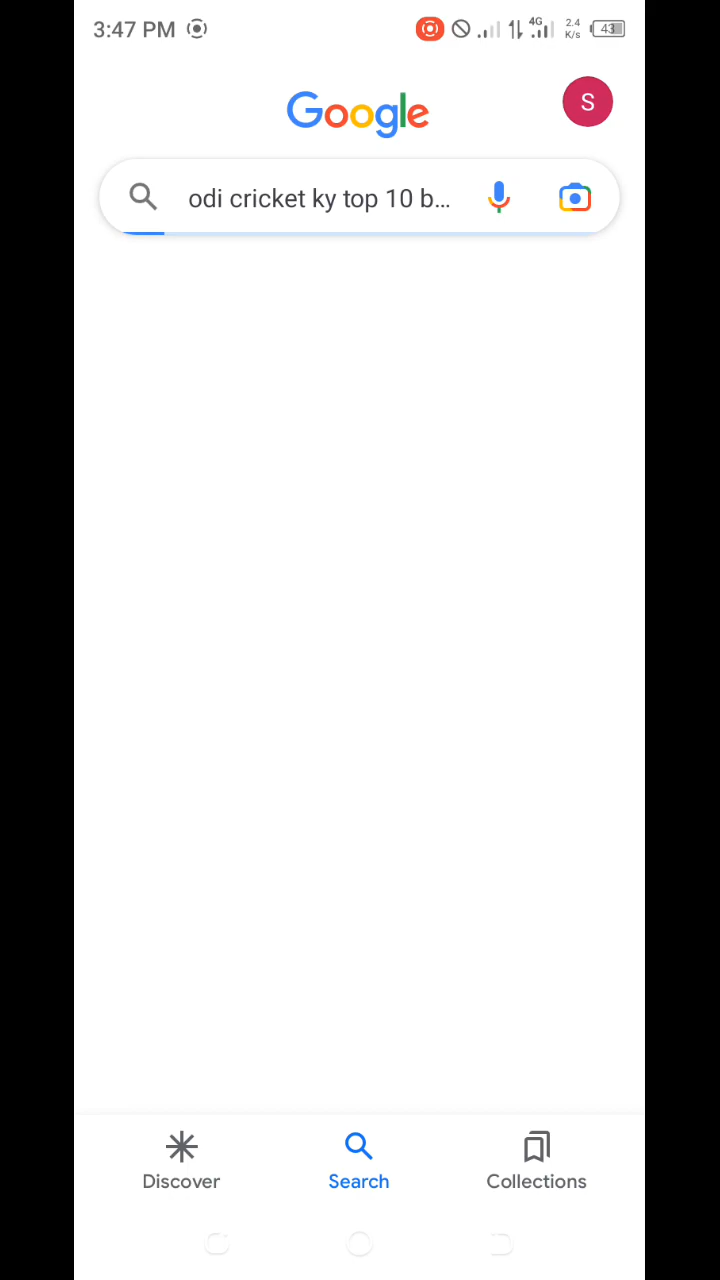 3:47 PM
4G 2.4 K/s 43
Google
S
odi cricket ky top 10 b...
Discover Search Collections